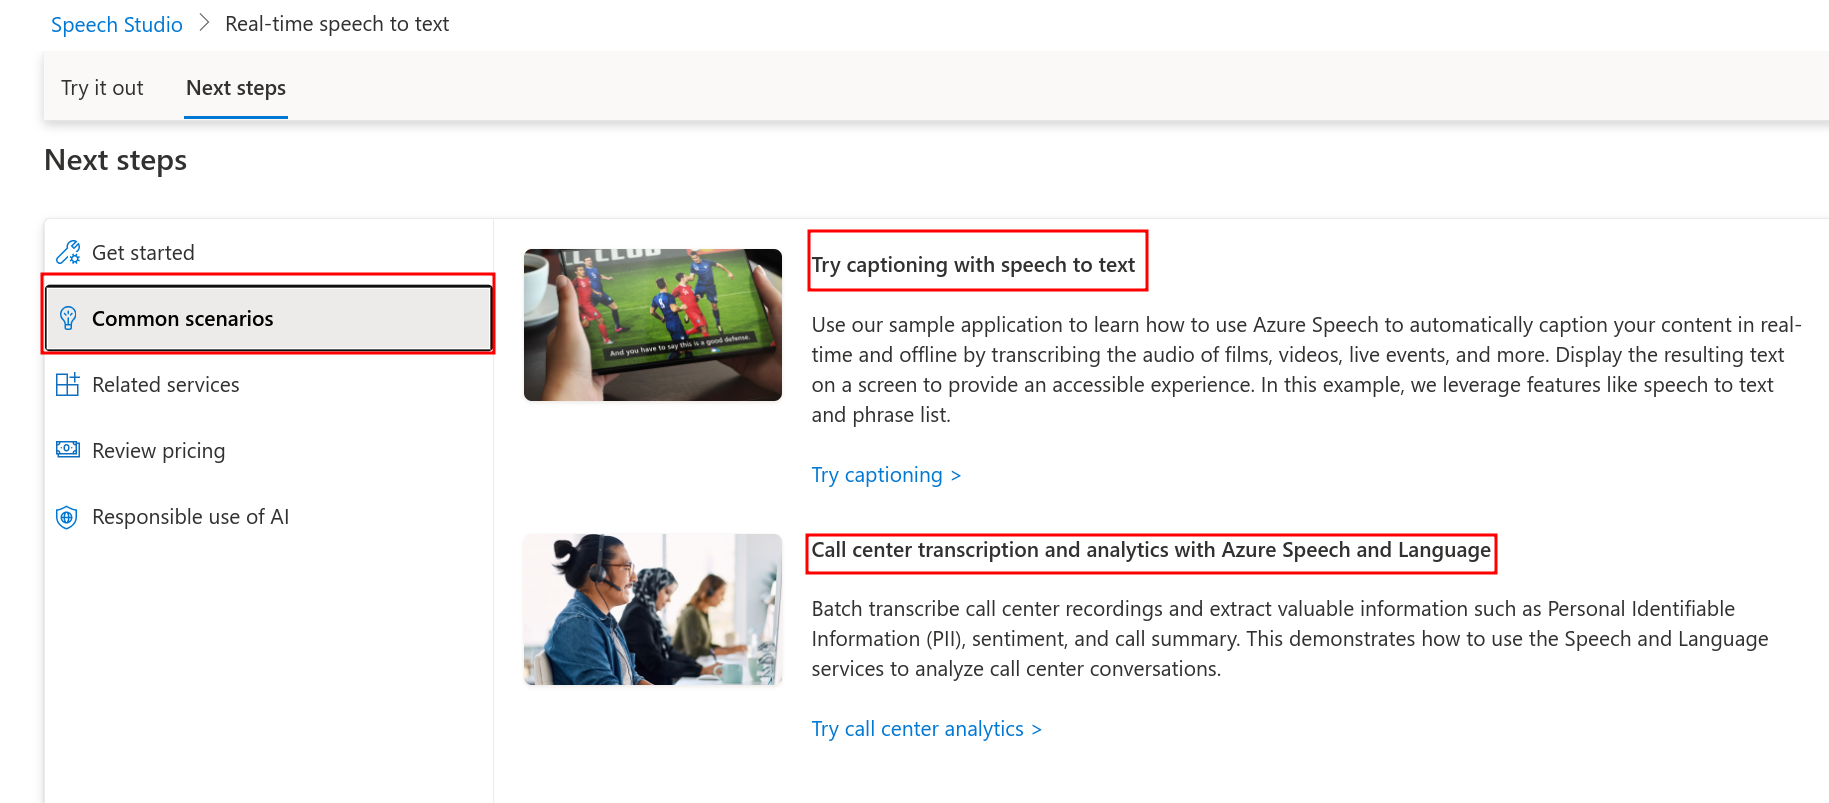 Speech Studio > Real-time speech to text
Try it out Next steps
Next steps
Get started
Common scenarios
Related services
Review pricing
Responsible use of AI
CLUB
And you have to say this is a good defense.
Try captioning with speech to text
Use our sample application to learn how to use Azure Speech to automatically caption your content in real-
time and offline by transcribing the audio of films, videos, live events, and more. Display the resulting text
on a screen to provide an accessible experience. In this example, we leverage features like speech to text
and phrase list.
Try captioning >
Call center transcription and analytics with Azure Speech and Language
Batch transcribe call center recordings and extract valuable information such as Personal Identifiable
Information (PII), sentiment, and call summary. This demonstrates how to use the Speech and Language
services to analyze call center conversations.
Try call center analytics >